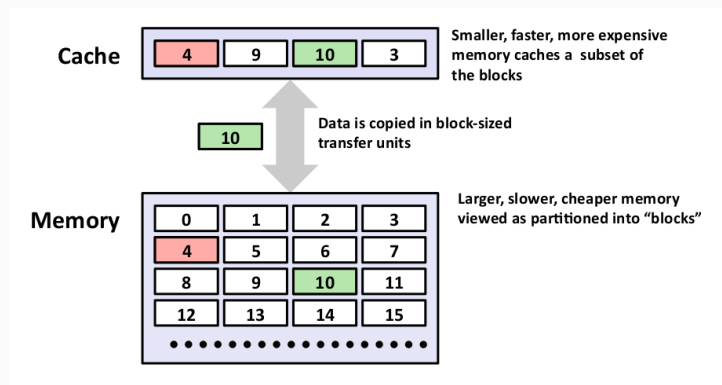 Cache
4 9 10 3
Smaller, faster, more expensive
memory caches a subset of
the blocks
10
Data is copied in block-sized
transfer units
Memory
0 1 2 3
4 5 6 7
8 9 10 11
12 13 14 15
Larger, slower, cheaper memory
viewed as partitioned into “blocks”